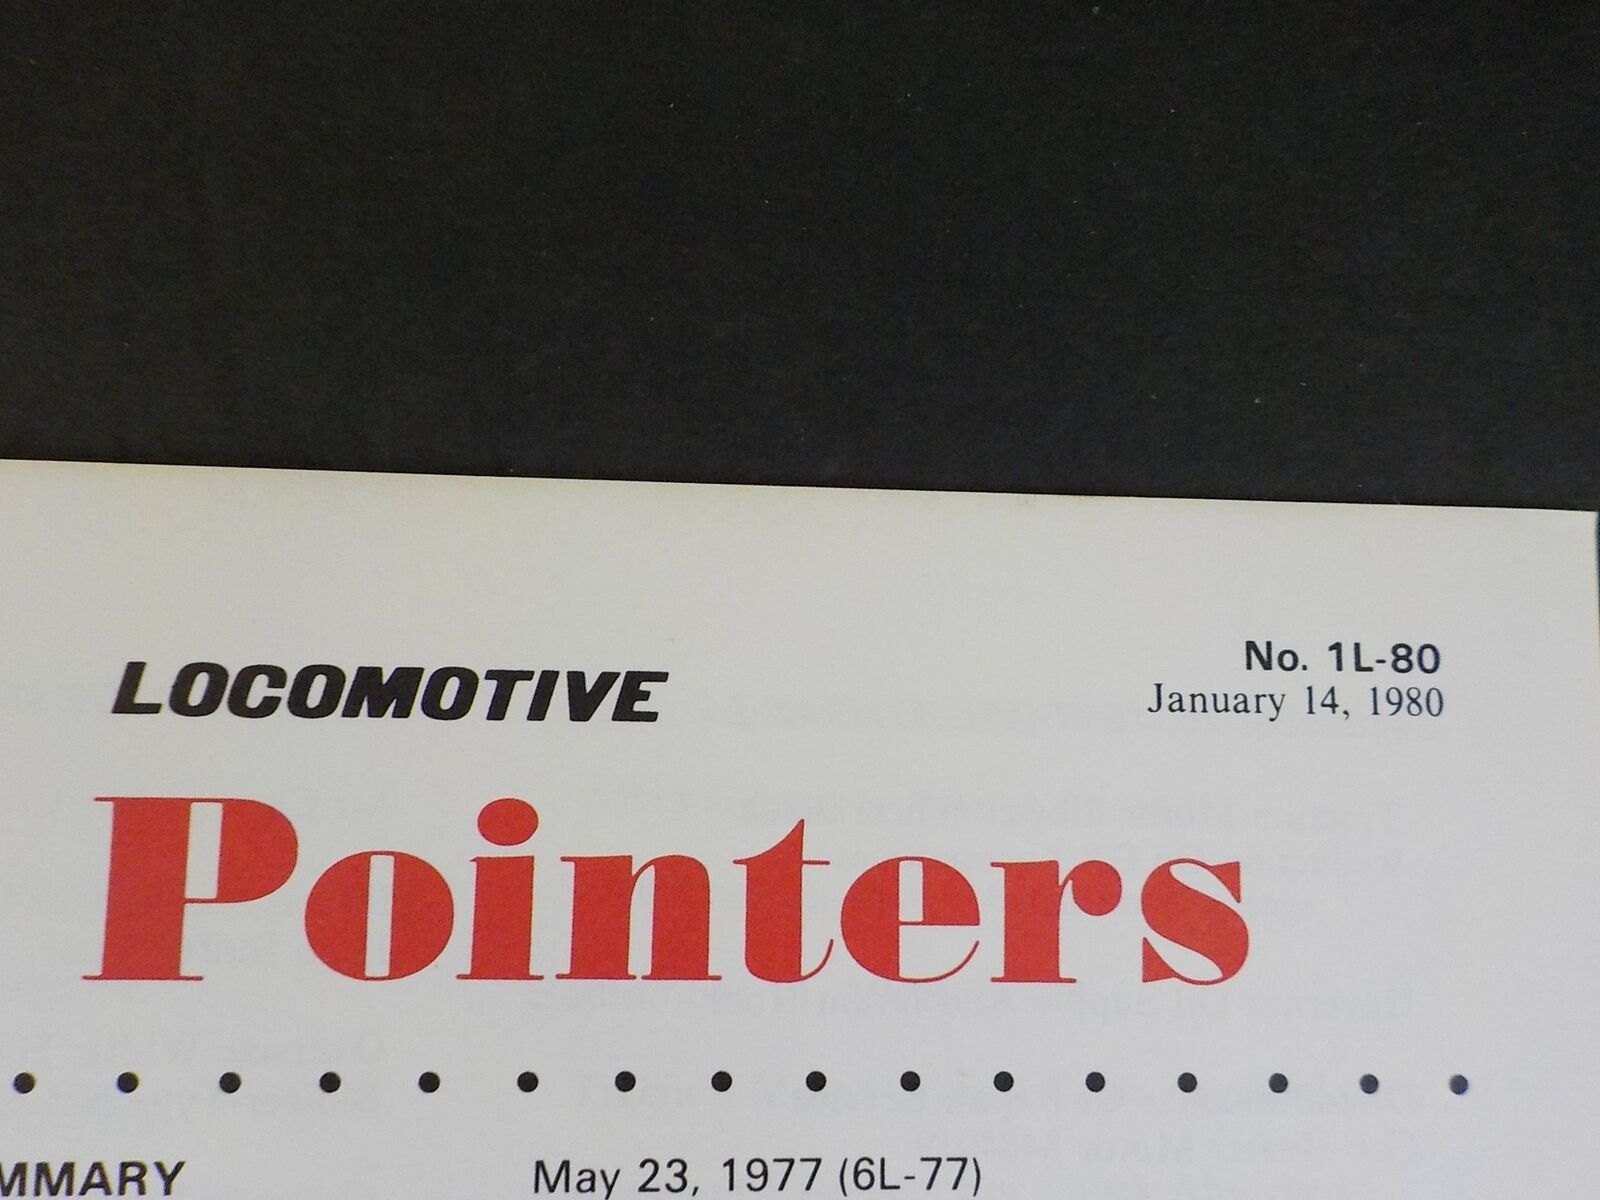 LOCOMOTIVE
No. 1L-80
January 14, 1980
Pointers
MMARY
May 23, 1977 (6L-77)